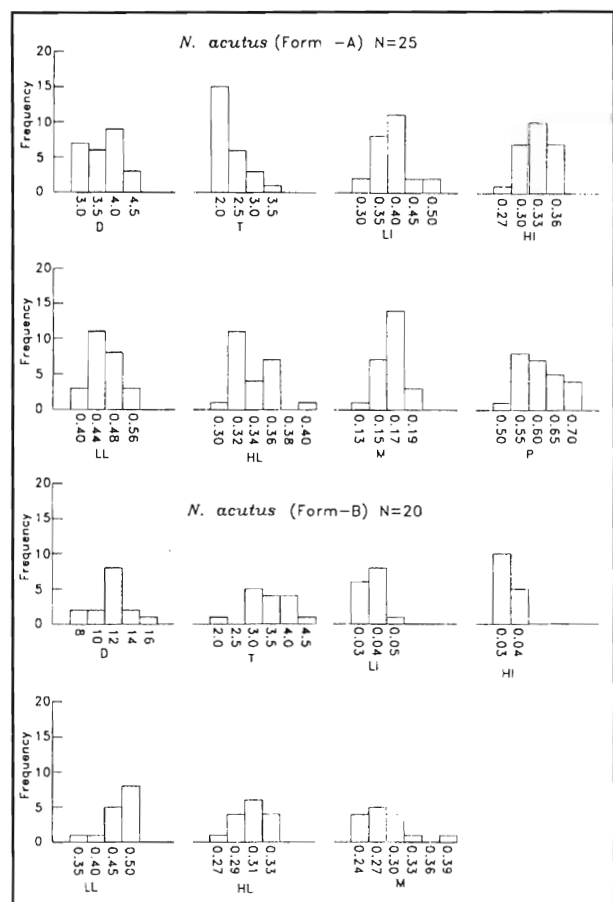 N. acutus (Form -A) N=25
20
15
10
5
0
Frequency
3.0 3.5 4.0 4.5
D
2.0 2.5 3.0 3.5
T
0.30 0.35 0.40 0.45 0.50
LI
0.27 0.30 0.33 0.36
HI
20
15
10
5
0
Frequency
0.40 0.44 0.48 0.56
LL
0.30 0.32 0.34 0.36 0.38 0.40
HL
0.13 0.15 0.17 0.19
M
0.50 0.55 0.60 0.65 0.70
P
N. acutus (Form-B) N=20
20
15
10
5
0
Frequency
8 10 12 14 16
D
2.0 2.5 3.0 3.5 4.0 4.5
T
0.03 0.04 0.05
LI
0.03 0.04
HI
20
15
10
5
0
Frequency
0.35 0.40 0.45 0.50
LL
0.27 0.29 0.31 0.33
HL
0.24 0.27 0.30 0.33 0.36 0.39
M